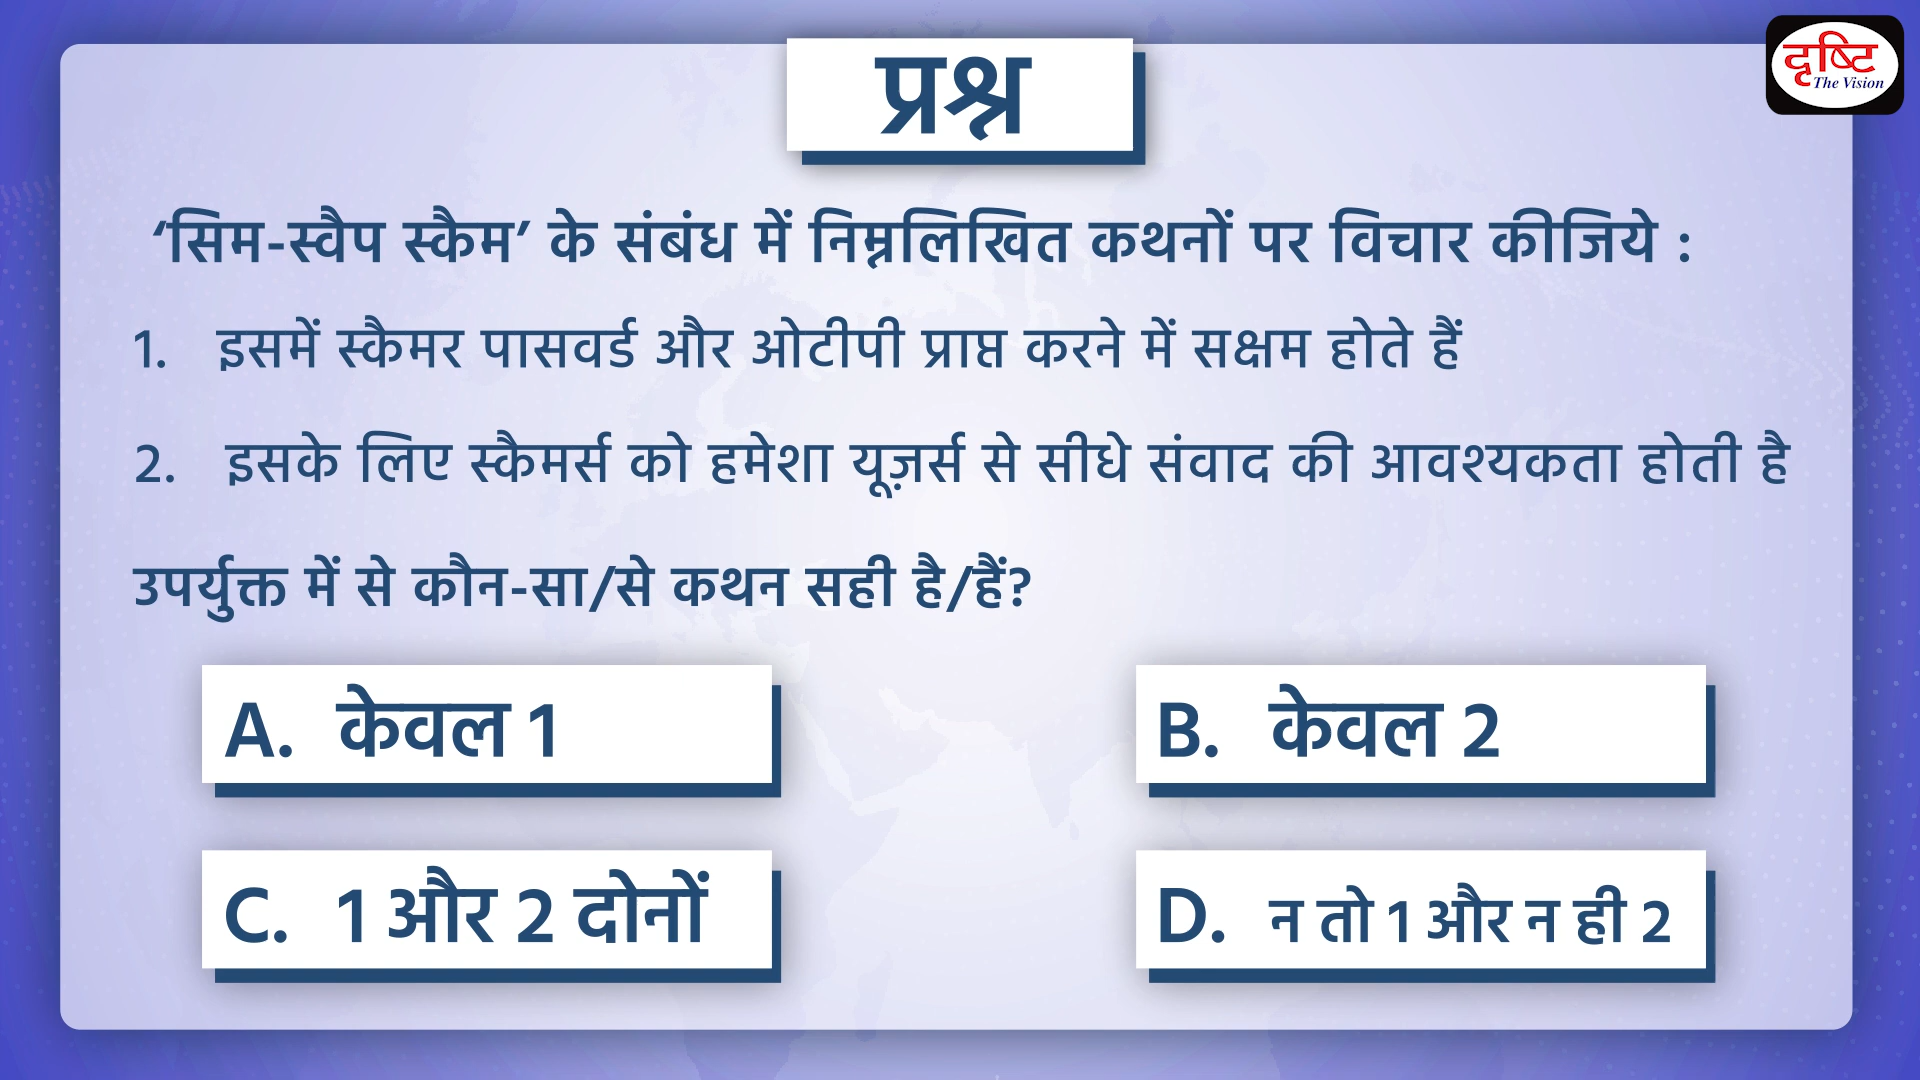 प्रश्न
दृष्टि
The Vision
‘सिम-स्वैप स्कैम’ के संबंध में निम्नलिखित कथनों पर विचार कीजिये :
1. इसमें स्कैमर पासवर्ड और ओटीपी प्राप्त करने में सक्षम होते हैं
2. इसके लिए स्कैमर्स को हमेशा यूज़र्स से सीधे संवाद की आवश्यकता होती है
उपर्युक्त में से कौन-सा/से कथन सही है/हैं?
A. केवल 1
B. केवल 2
C. 1 और 2 दोनों
D. न तो 1 और न ही 2